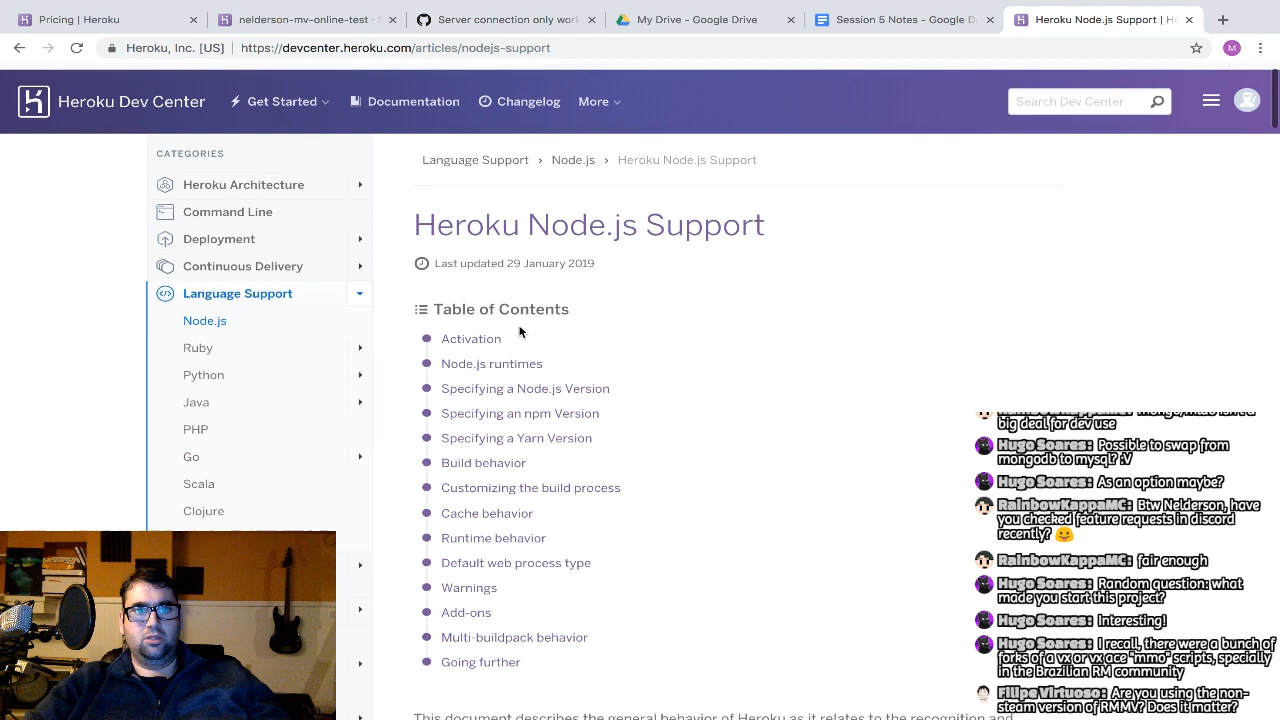 Pricing | Heroku
nelderson-mv-online-test · S
Server connection only wor
My Drive - Google Drive
Session 5 Notes - Google D
Heroku Node.js Support | He
Heroku, Inc. [US] | https://devcenter.heroku.com/articles/nodejs-support
M
Heroku Dev Center
Get Started
Documentation
Changelog
More
Search Dev Center
CATEGORIES
Heroku Architecture
Command Line
Deployment
Continuous Delivery
Language Support
Node.js
Ruby
Python
Java
PHP
Go
Scala
Clojure
Language Support › Node.js › Heroku Node.js Support
Heroku Node.js Support
Last updated 29 January 2019
Table of Contents
Activation
Node.js runtimes
Specifying a Node.js Version
Specifying an npm Version
Specifying a Yarn Version
Build behavior
Customizing the build process
Cache behavior
Runtime behavior
Default web process type
Warnings
Add-ons
Multi-buildpack behavior
Going further
This document describes the general behavior of Heroku as it relates to the recognition and
big deal for dev use
Hugo Soares: Possible to swap from
mongodb to mysql? :V
Hugo Soares: As an option maybe?
RainbowKappaMC: Btw Nelderson, have
you checked feature requests in discord
recently? 🤗
RainbowKappaMC: fair enough
Hugo Soares: Random question: what
made you start this project?
Hugo Soares: Interesting!
Hugo Soares: I recall, there were a bunch of
forks of a vx or vx ace "mmo" scripts, specially
in the Brazilian RM community
Filipe Virtuoso: Are you using the non-
steam version of RMMV? Does it matter?